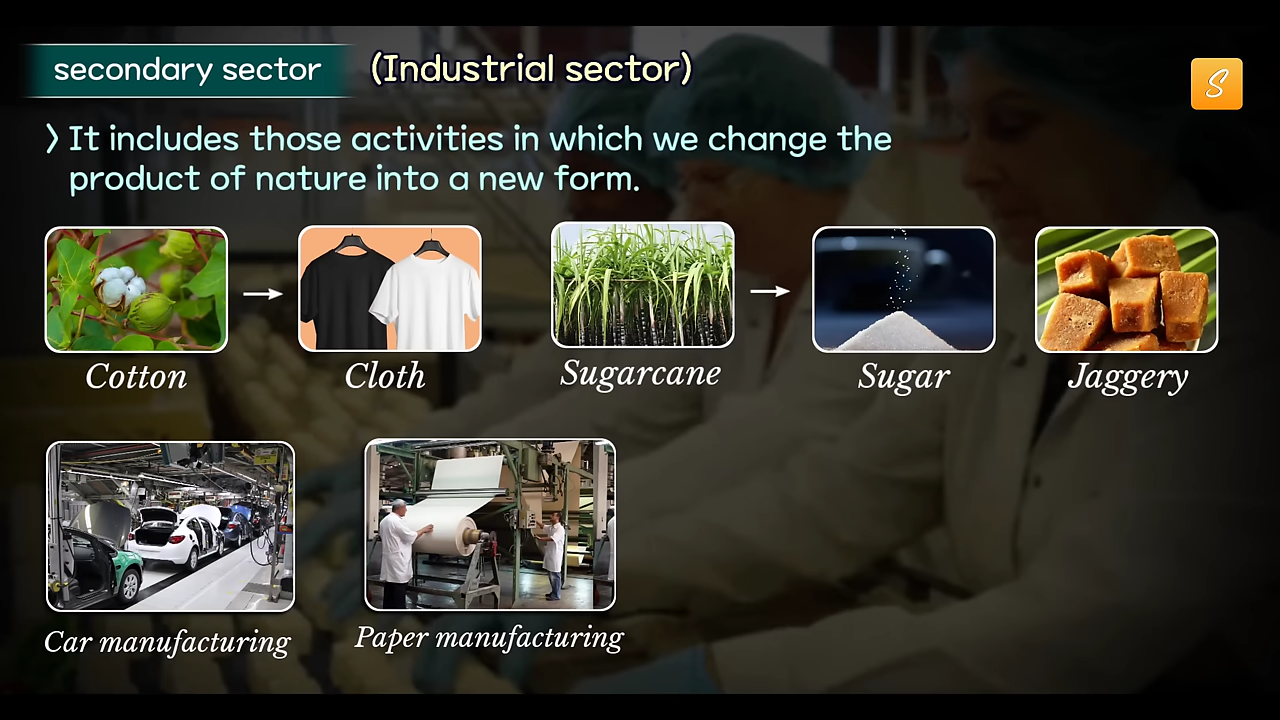 secondary sector (Industrial sector)
S
It includes those activities in which we change the
product of nature into a new form.
Cotton
Cloth
Sugarcane
Sugar
Jaggery
Car manufacturing
Paper manufacturing